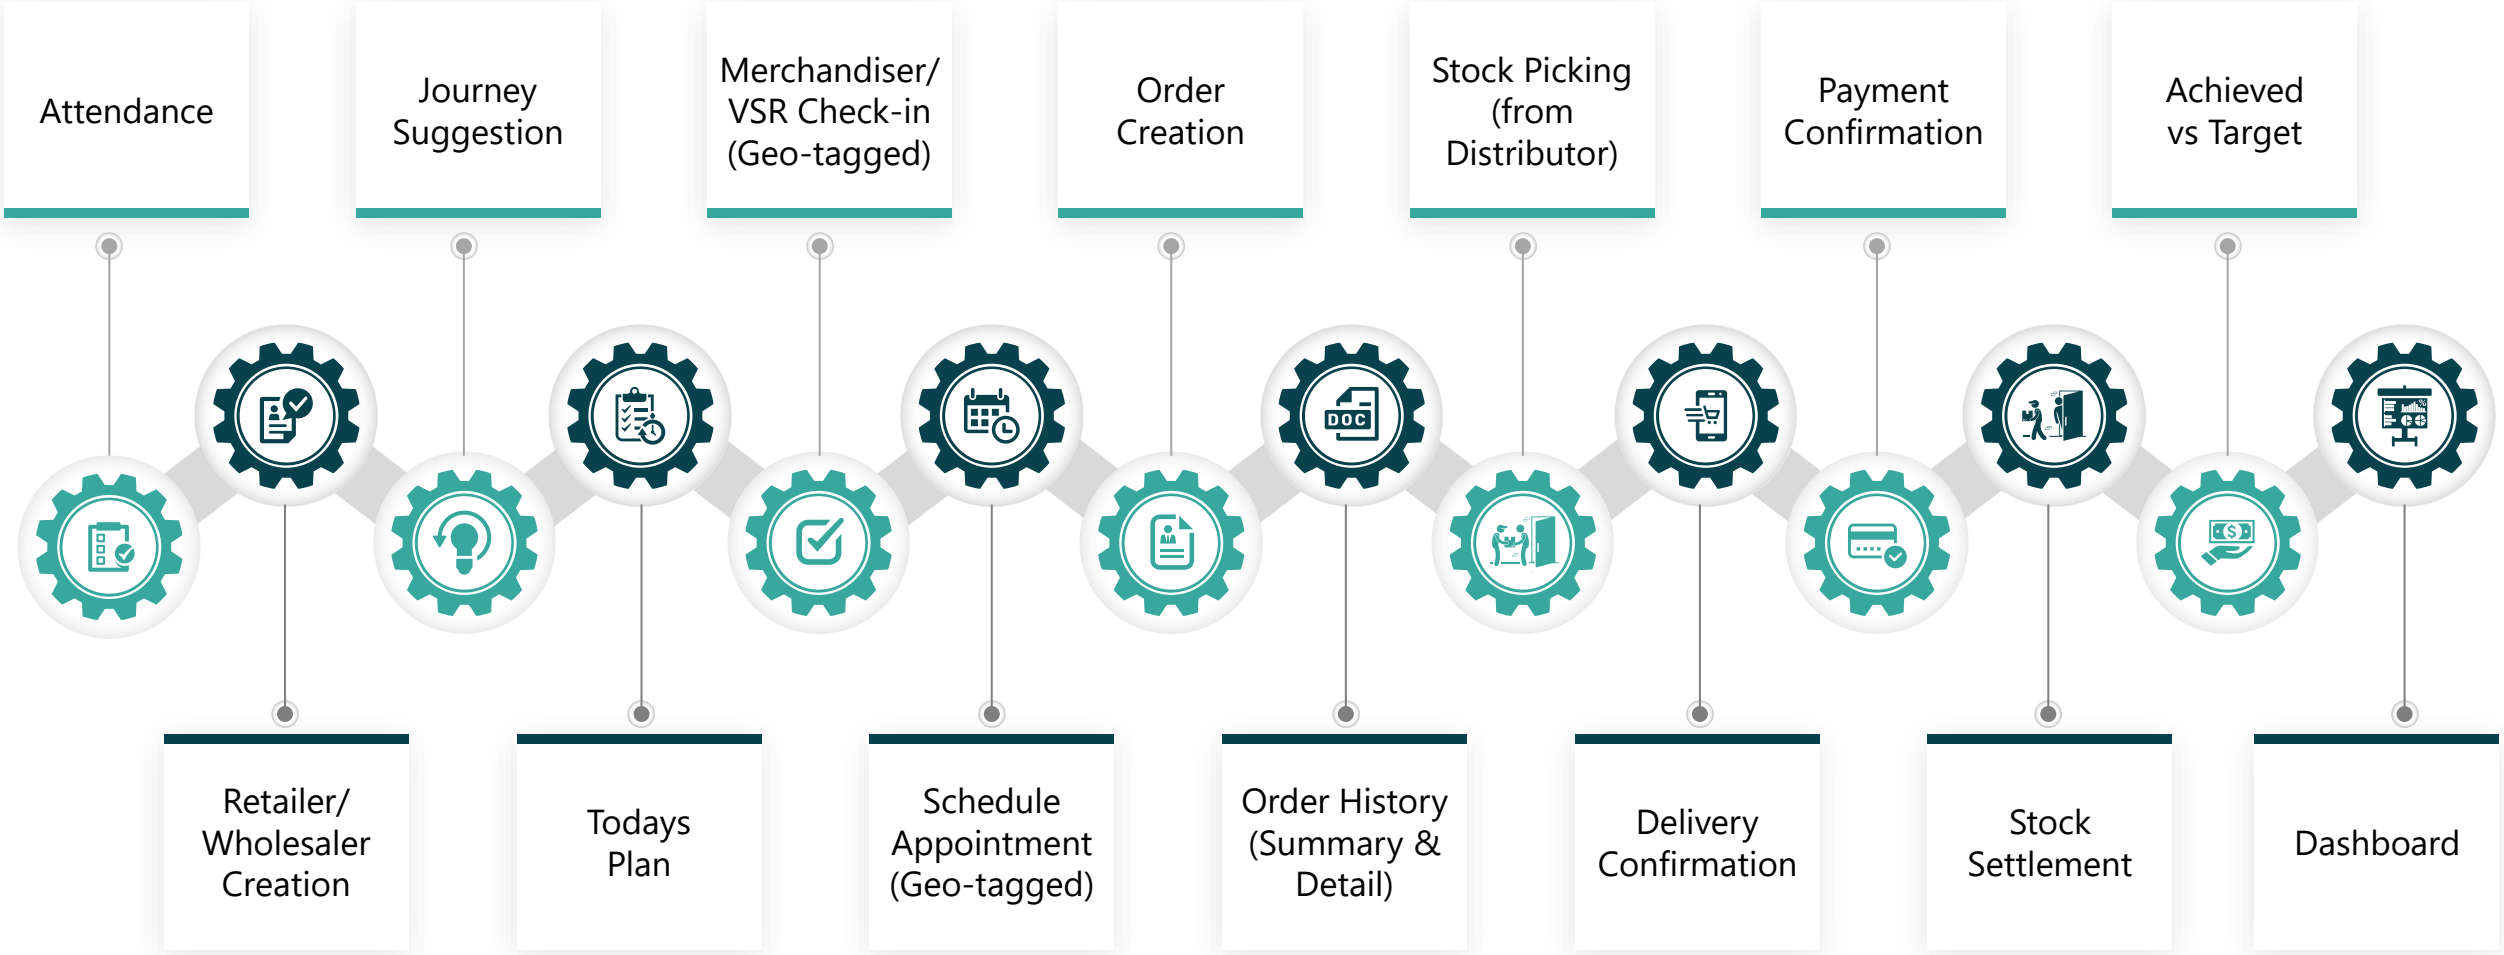 Attendance
Journey
Suggestion
Merchandiser/
VSR Check-in
(Geo-tagged)
Order
Creation
Stock Picking
(from
Distributor)
Payment
Confirmation
Achieved
vs Target
DOC
%
$
Retailer/
Wholesaler
Creation
Todays
Plan
Schedule
Appointment
(Geo-tagged)
Order History
(Summary &
Detail)
Delivery
Confirmation
Stock
Settlement
Dashboard